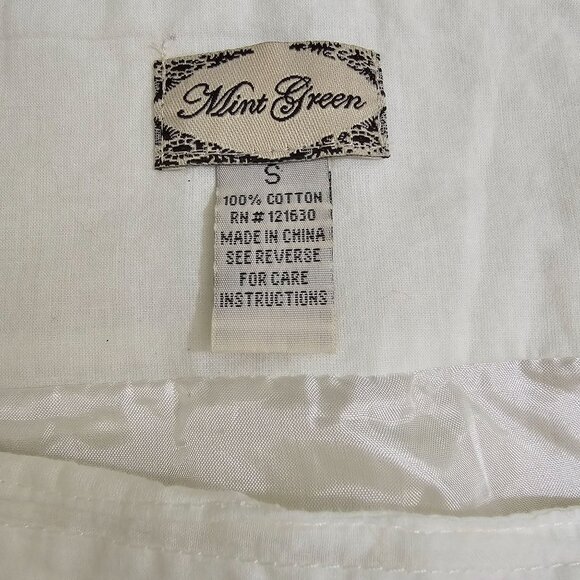 Mint Green
S
100% COTTON
RN# 121630
MADE IN CHINA
SEE REVERSE
FOR CARE
INSTRUCTIONS